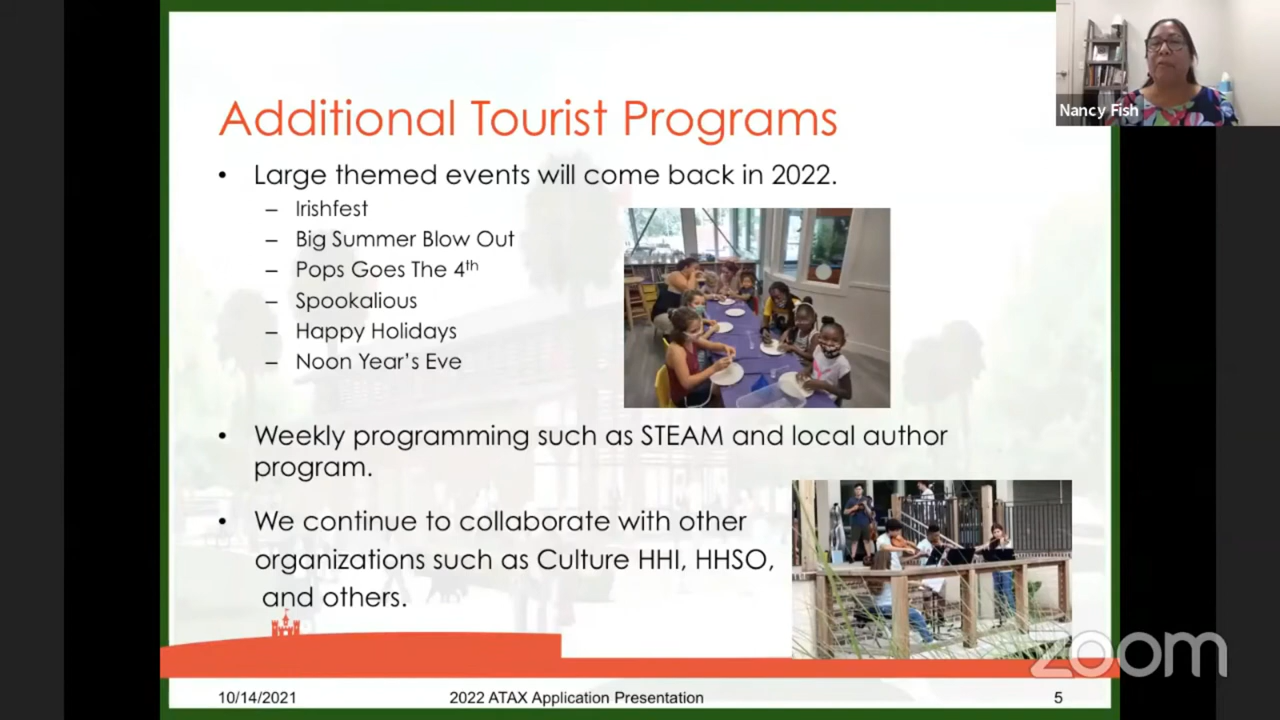 Additional Tourist Programs
Nancy Fish
• Large themed events will come back in 2022.
– Irishfest
– Big Summer Blow Out
– Pops Goes The 4th
– Spookalious
– Happy Holidays
– Noon Year's Eve
• Weekly programming such as STEAM and local author
program.
• We continue to collaborate with other
organizations such as Culture HHI, HHSO,
and others.
zoom
10/14/2021 2022 ATAX Application Presentation 5